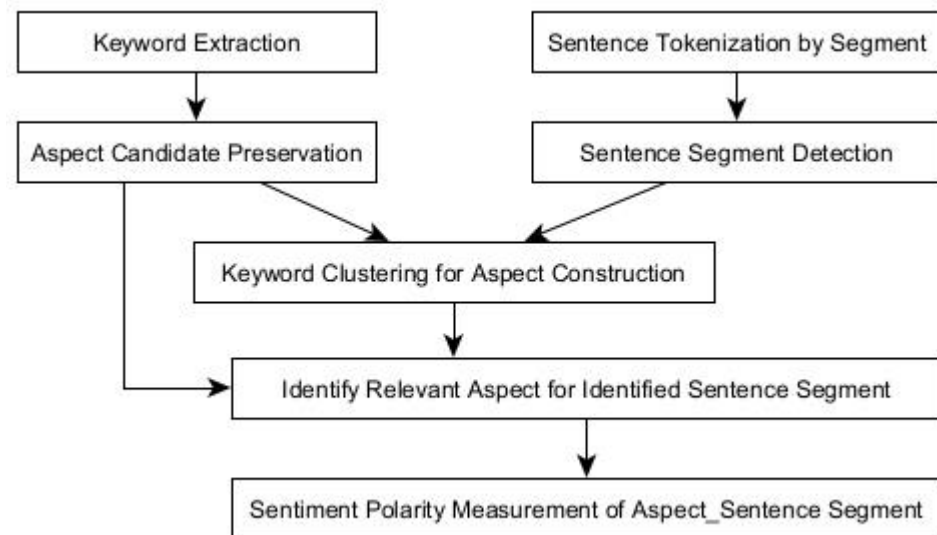 Keyword Extraction
Sentence Tokenization by Segment
Aspect Candidate Preservation
Sentence Segment Detection
Keyword Clustering for Aspect Construction
Identify Relevant Aspect for Identified Sentence Segment
Sentiment Polarity Measurement of Aspect_Sentence Segment